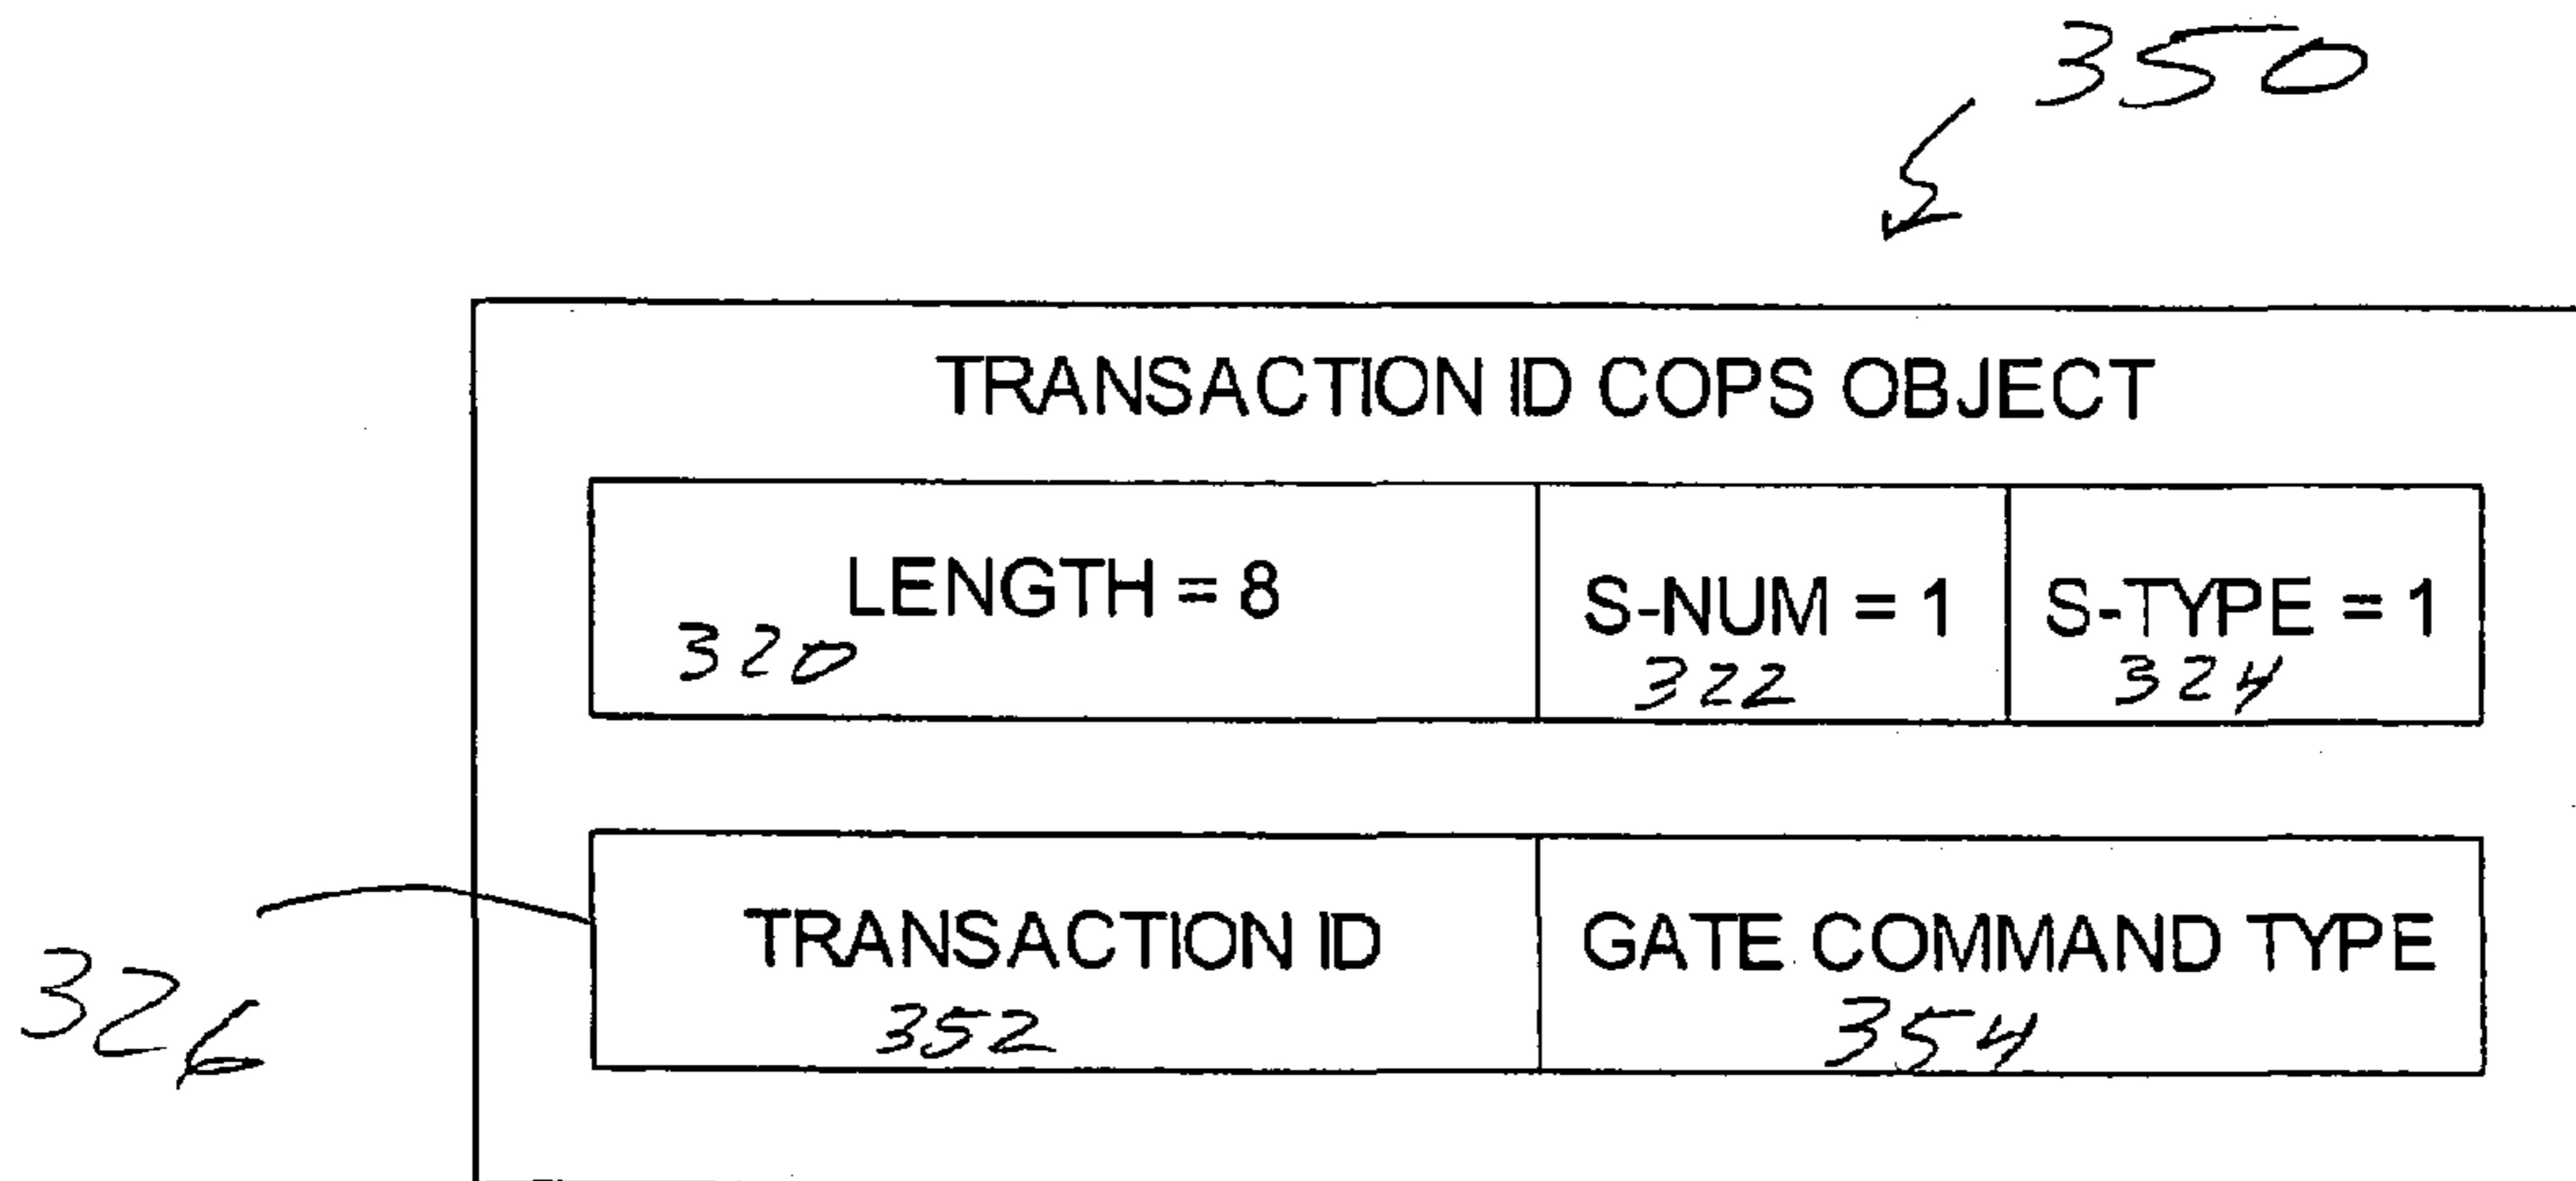 350
TRANSACTION ID COPS OBJECT
LENGTH = 8
320
S-NUM = 1
322
S-TYPE = 1
324
TRANSACTION ID
352
GATE COMMAND TYPE
354
326